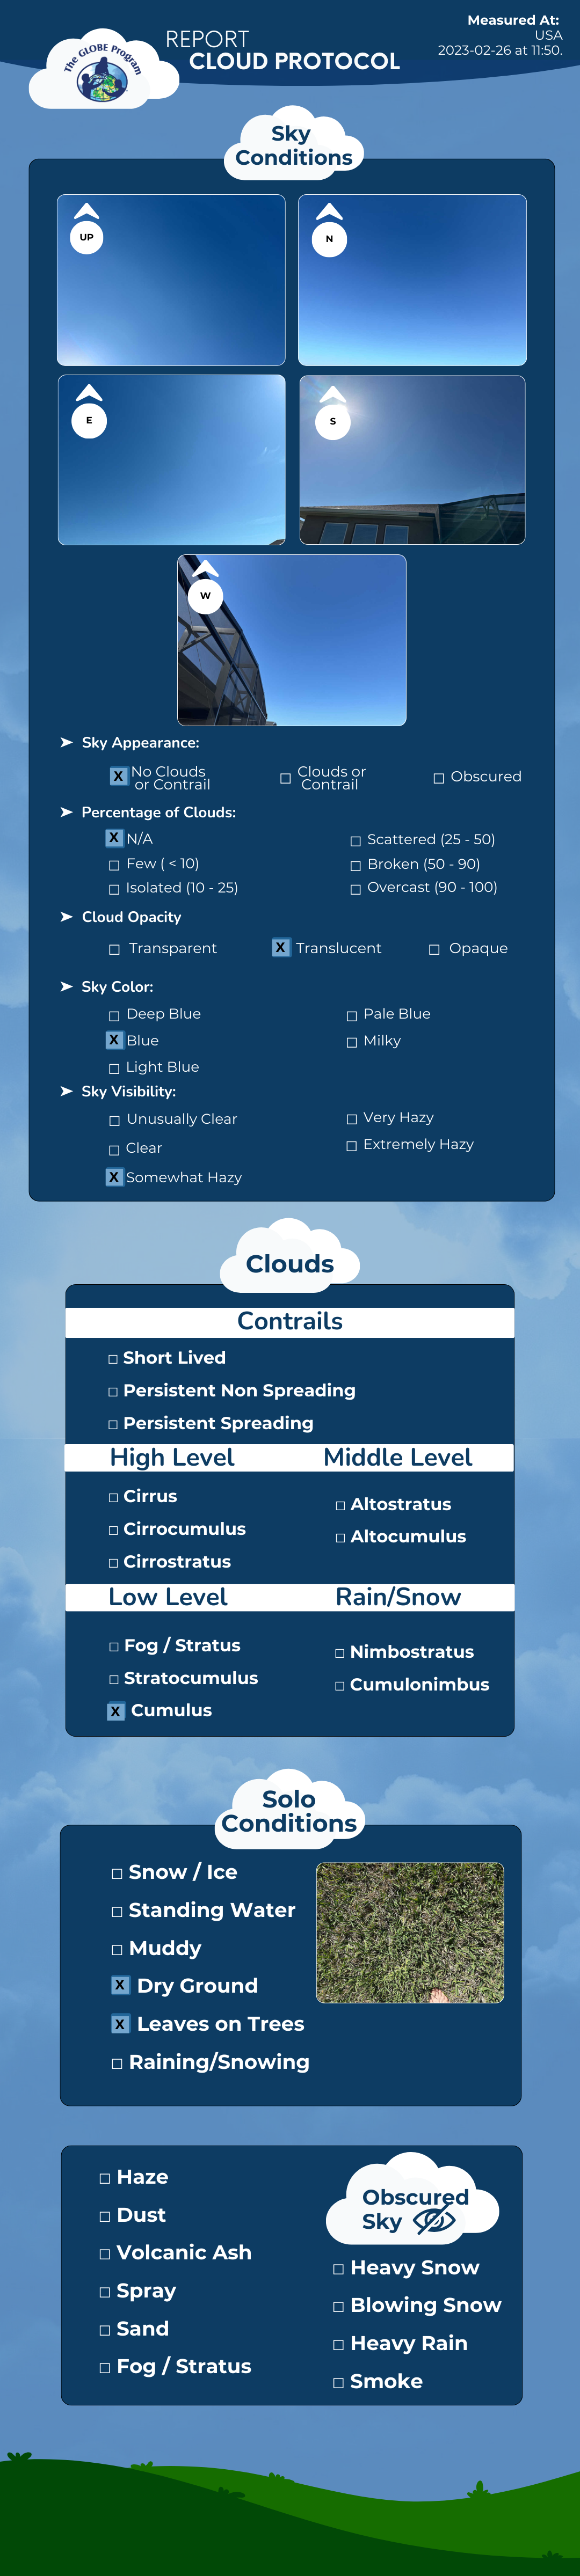 Measured At:
USA
2023-02-26 at 11:50.
The GLOBE Program
REPORT
CLOUD PROTOCOL
Sky
Conditions
UP
N
E
S
W
➤ Sky Appearance:
X No Clouds or Contrail
☐ Clouds or Contrail
☐ Obscured
➤ Percentage of Clouds:
X N/A
☐ Few ( < 10)
☐ Isolated (10 - 25)
☐ Scattered (25 - 50)
☐ Broken (50 - 90)
☐ Overcast (90 - 100)
➤ Cloud Opacity
☐ Transparent
X Translucent
☐ Opaque
➤ Sky Color:
☐ Deep Blue
X Blue
☐ Light Blue
☐ Pale Blue
☐ Milky
➤ Sky Visibility:
☐ Unusually Clear
☐ Clear
X Somewhat Hazy
☐ Very Hazy
☐ Extremely Hazy
Clouds
Contrails
☐ Short Lived
☐ Persistent Non Spreading
☐ Persistent Spreading
High Level
☐ Cirrus
☐ Cirrocumulus
☐ Cirrostratus
Middle Level
☐ Altostratus
☐ Altocumulus
Low Level
☐ Fog / Stratus
☐ Stratocumulus
X Cumulus
Rain/Snow
☐ Nimbostratus
☐ Cumulonimbus
Solo
Conditions
☐ Snow / Ice
☐ Standing Water
☐ Muddy
X Dry Ground
X Leaves on Trees
☐ Raining/Snowing
Obscured
Sky
☐ Haze
☐ Dust
☐ Volcanic Ash
☐ Spray
☐ Sand
☐ Fog / Stratus
☐ Heavy Snow
☐ Blowing Snow
☐ Heavy Rain
☐ Smoke